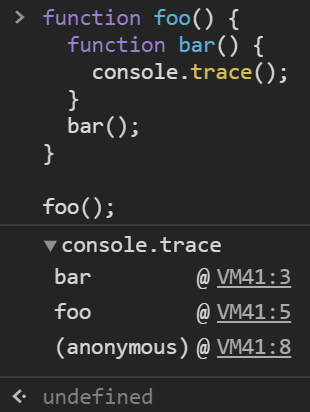 > function foo() {
function bar() {
console.trace();
}
bar();
}
foo();
▼ console.trace
bar @ VM41:3
foo @ VM41:5
(anonymous) @ VM41:8
undefined